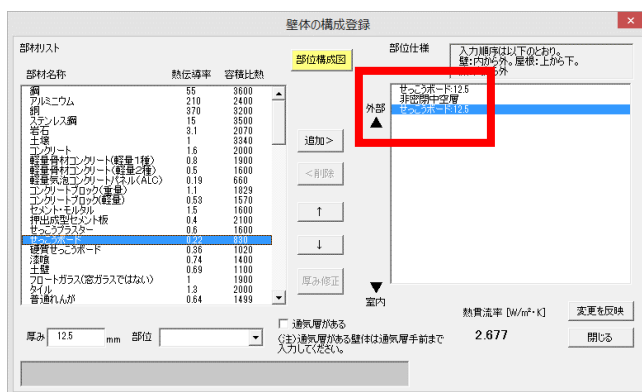 壁体の構成登録
×
部材リスト
部位構成図
部位仕様
入力順序は以下のとおり。
壁:内から外。屋根:上から下。
から外
部材名称 熱伝導率 容積比熱
鋼 55 3600
アルミニウム 210 2400
銅 370 3200
ステンレス鋼 15 3500
岩石 3.1 2070
土壌 1 3340
コンクリート 1.6 2000
軽量骨材コンクリート(軽量1種) 0.8 1900
軽量骨材コンクリート(軽量2種) 0.5 1600
軽量気泡コンクリートパネル(ALC) 0.19 660
コンクリートブロック(重量) 1.1 1829
コンクリートブロック(軽量) 0.53 1570
セメント・モルタル 1.5 1600
押出成型セメント板 0.4 2100
せっこうプラスター 0.6 1600
せっこうボード 0.22 830
硬質せっこうボード 0.36 1020
漆喰 0.74 1400
土壁 0.69 1100
フロートガラス(窓ガラスではない) 1 1900
タイル 1.3 2000
普通れんが 0.64 1499
追加>
<削除
↑
↓
厚み修正
外部
▲
▼
室内
せっこうボード:12.5
非密閉中空層
せっこうボード:12.5
厚み 12.5 mm 部位
通気層がある
(注)通気層がある壁体は通気層手前まで
入力してください。
熱貫流率 [W/m²・K]
2.677
変更を反映
閉じる